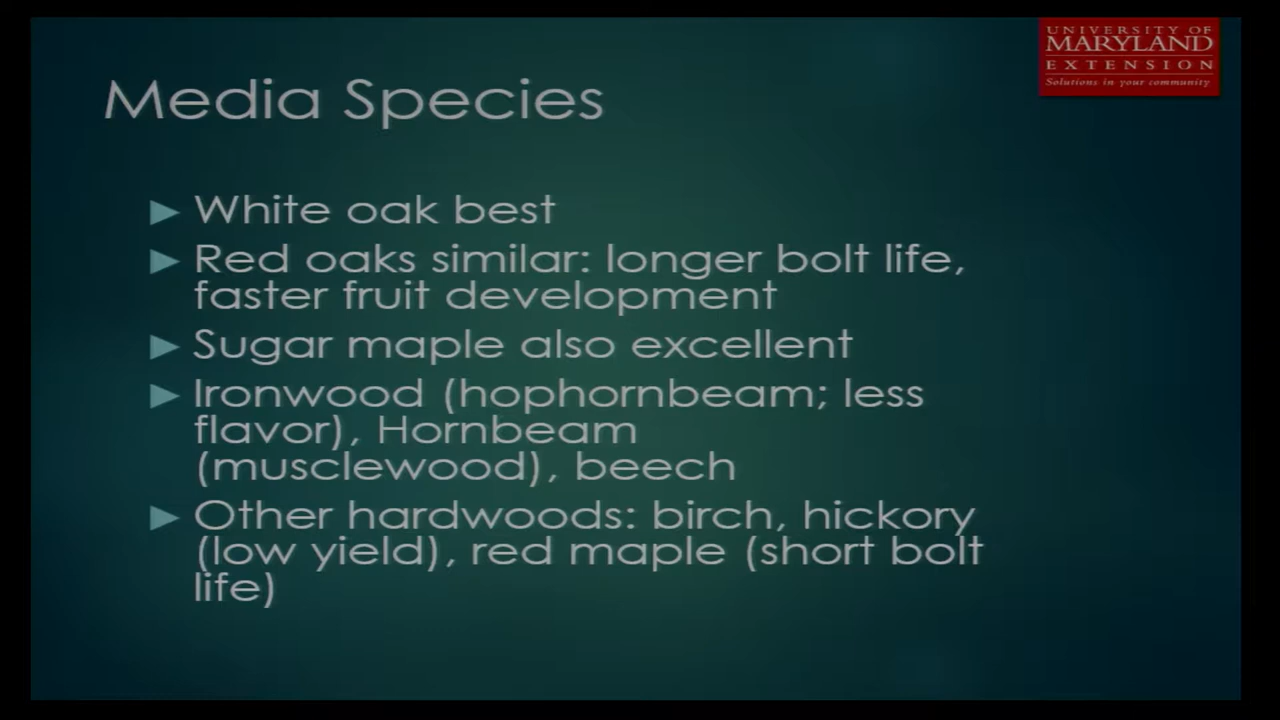 UNIVERSITY OF
MARYLAND
EXTENSION
Solutions in your community
Media Species
White oak best
Red oaks similar: longer bolt life,
faster fruit development
Sugar maple also excellent
Ironwood (hophornbeam; less
flavor), Hornbeam
(musclewood), beech
Other hardwoods: birch, hickory
(low yield), red maple (short bolt
life)